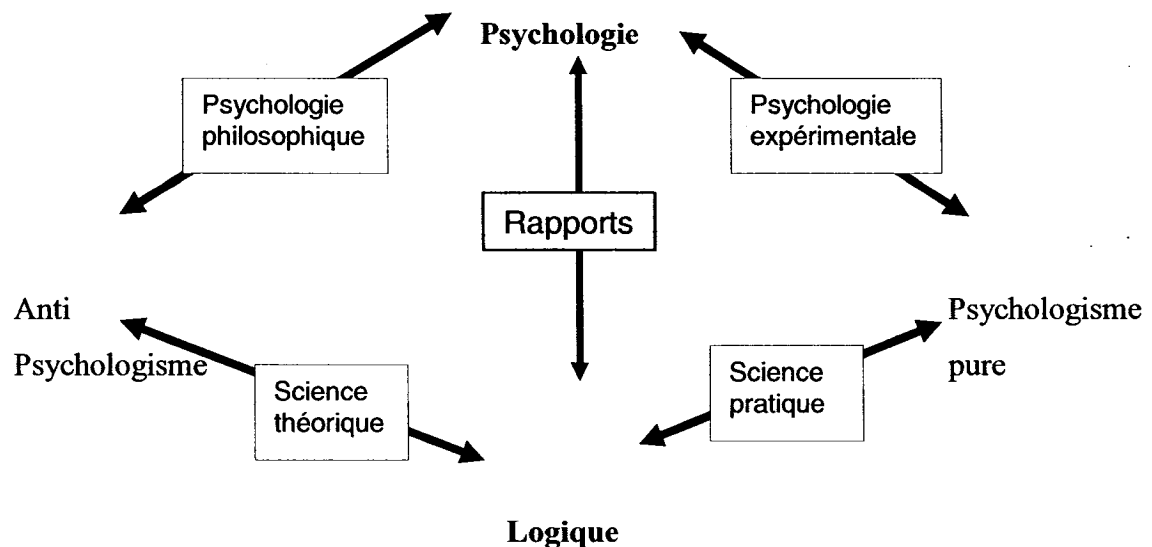 Psychologie
Psychologie
philosophique
Psychologie
expérimentale
Rapports
Anti
Psychologisme
Psychologisme
pure
Science
théorique
Science
pratique
Logique